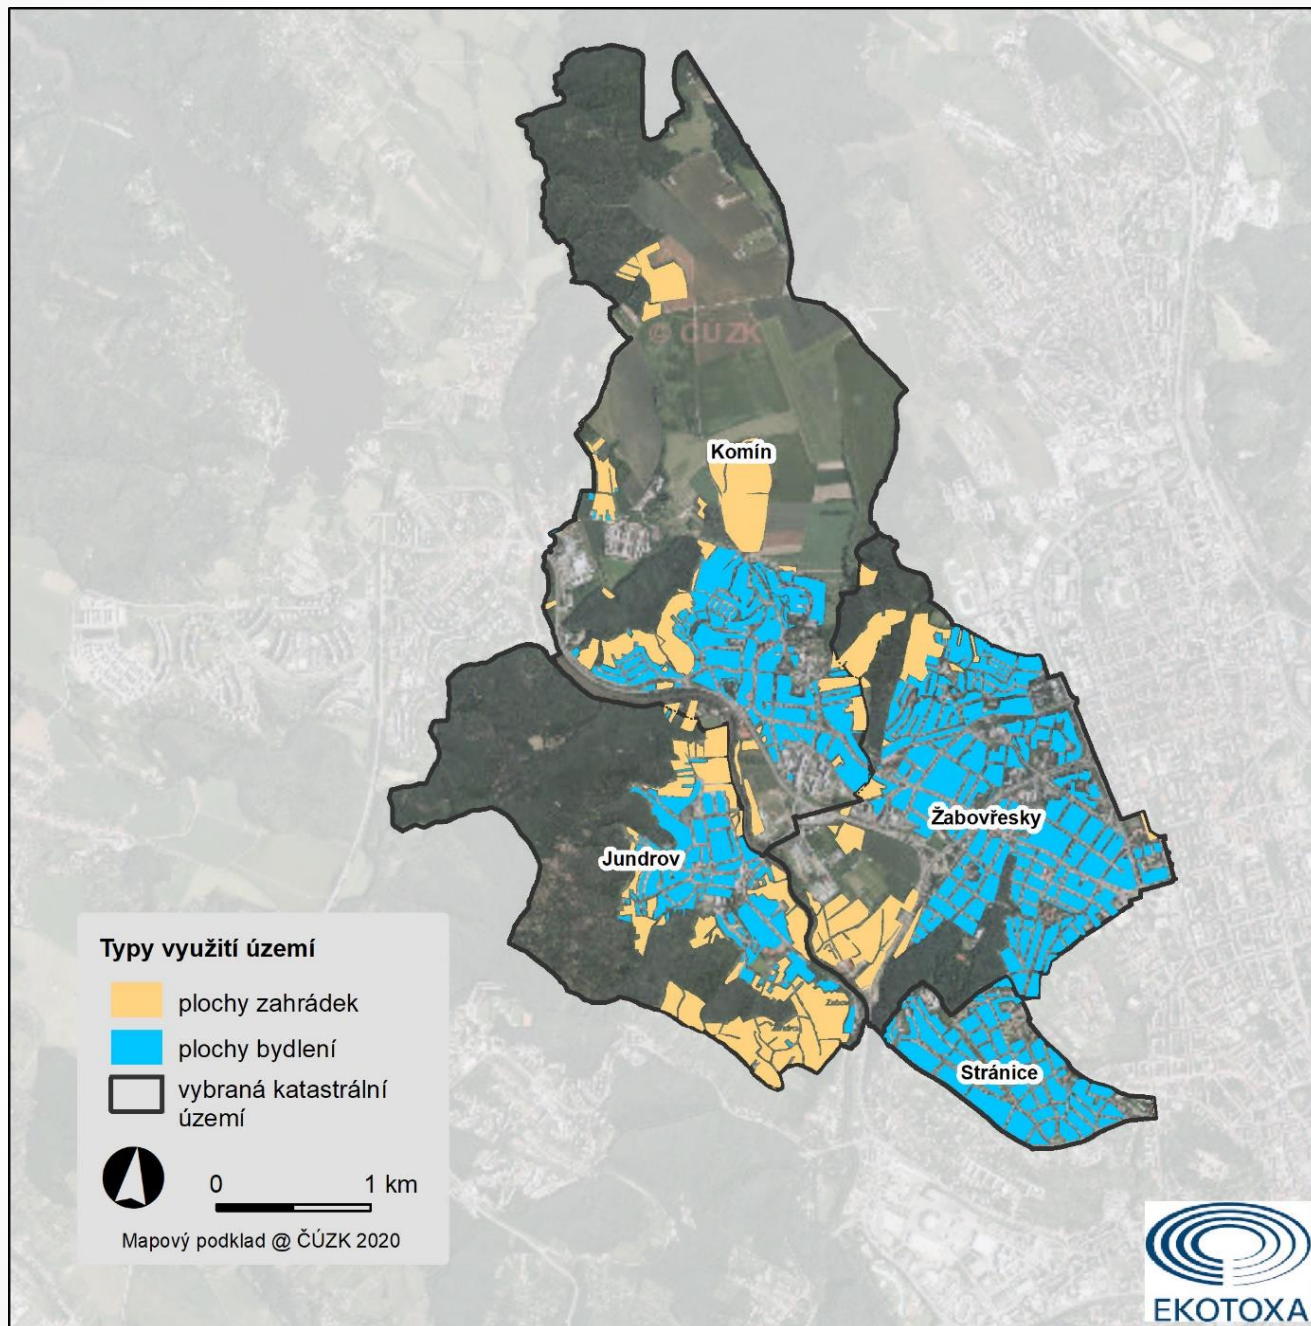 © ČÚZK
Komín
Žabovřesky
Jundrov
Stránice
Typy využití území
plochy zahrádek
plochy bydlení
vybraná katastrální
území
0 1 km
Mapový podklad @ ČÚZK 2020
EKOTOXA